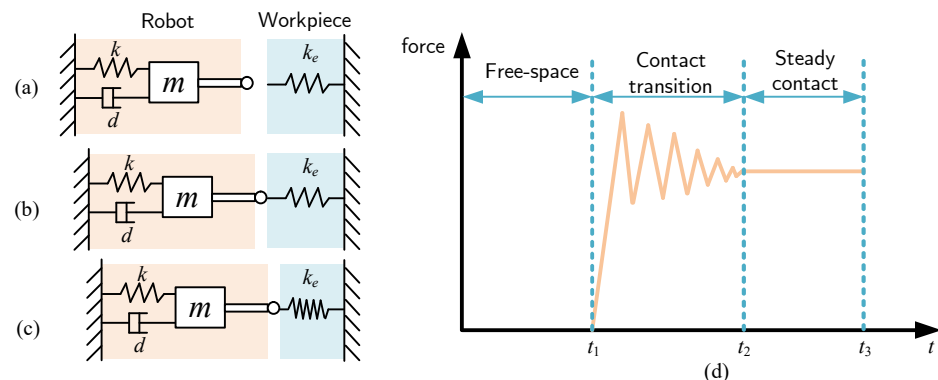 Robot
Workpiece
(a)
k
m
d
k_e
(b)
k
m
d
k_e
(c)
k
m
d
k_e
force
Free-space
Contact
transition
Steady
contact
t_1
t_2
t_3
t
(d)